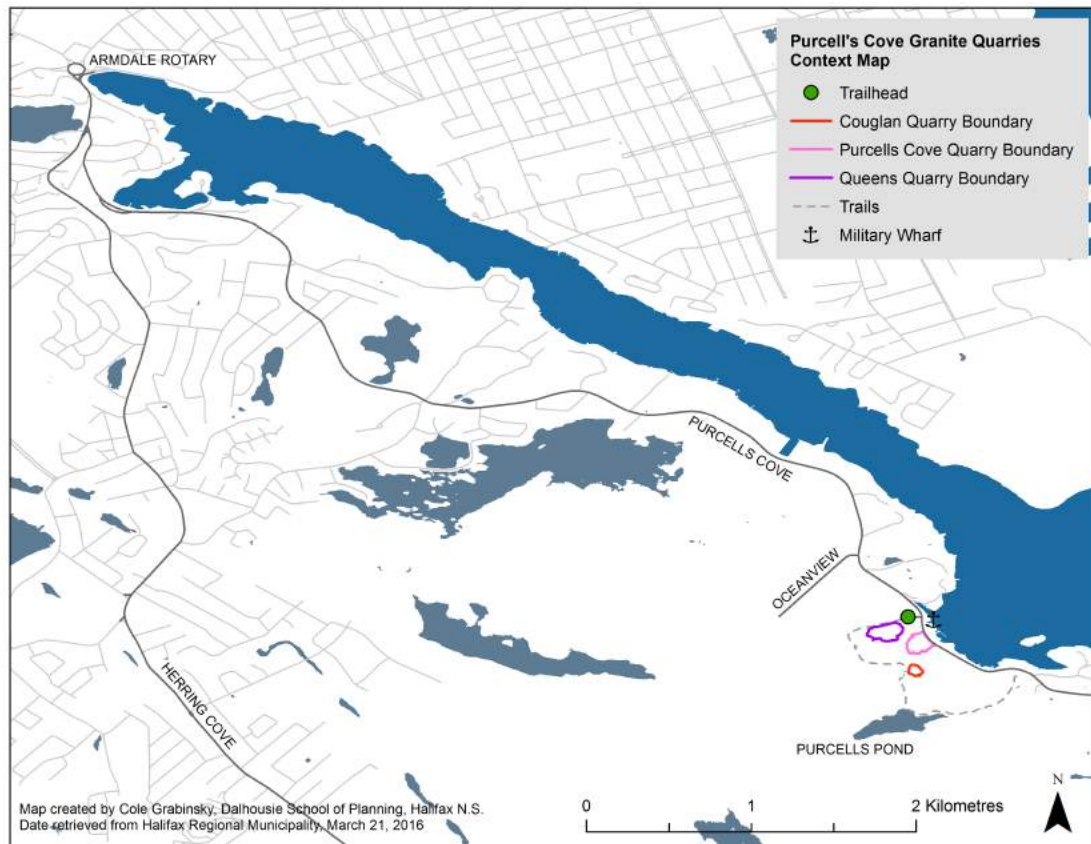 ARMDALE ROTARY
Purcell's Cove Granite Quarries
Context Map
Trailhead
Couglan Quarry Boundary
Purcells Cove Quarry Boundary
Queens Quarry Boundary
Trails
Military Wharf
PURCELLS COVE
OCEANVIEW
HERRING COVE
PURCELLS POND
Map created by Cole Grabinsky, Dalhousie School of Planning, Halifax N.S.
Date retrieved from Halifax Regional Municipality, March 21, 2016
0 1 2 Kilometres
N